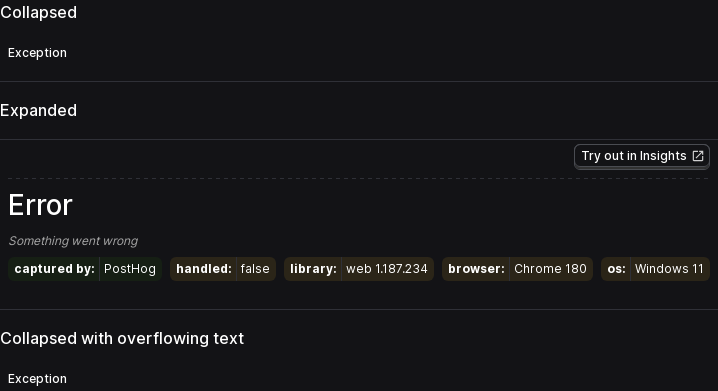 Collapsed
Exception
Expanded
Try out in Insights
Error
Something went wrong
captured by: PostHog handled: false library: web 1.187.234 browser: Chrome 180 os: Windows 11
Collapsed with overflowing text
Exception